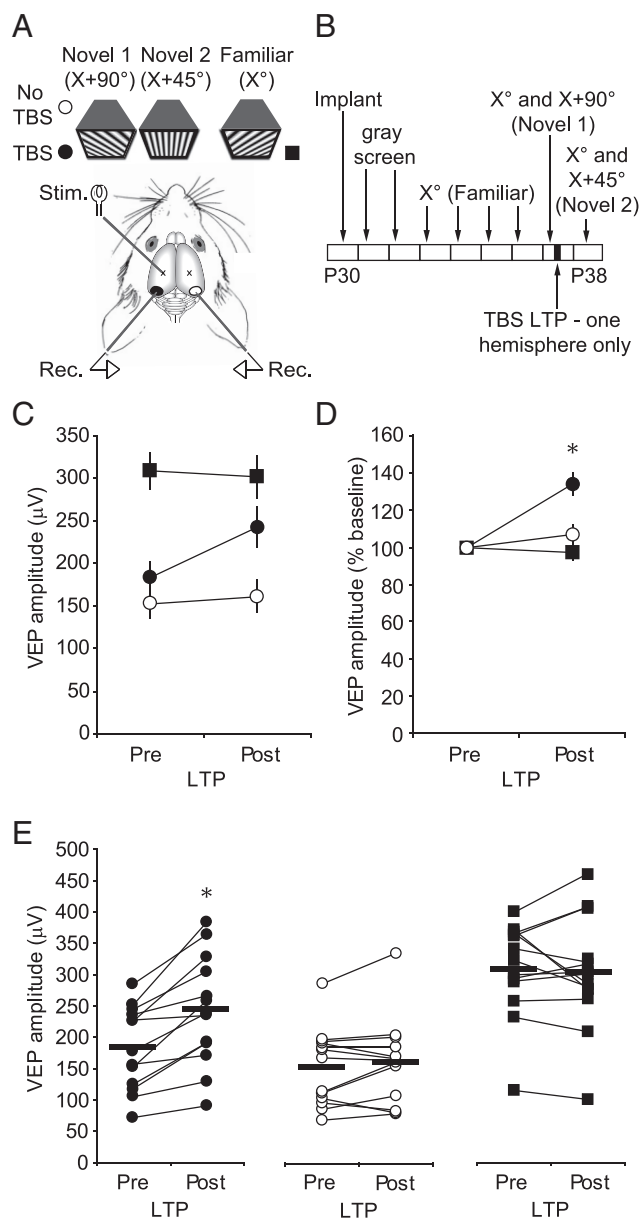 A
Novel 1 Novel 2 Familiar
(X+90°) (X+45°) (X°)
No
TBS
TBS
Stim.
Rec. Rec.
B
Implant
gray
screen
X° (Familiar)
X° and X+90°
(Novel 1)
X° and
X+45°
(Novel 2)
P30 P38
TBS LTP - one
hemisphere only
C
VEP amplitude (μV)
350
300
250
200
150
100
50
0
Pre Post
LTP
D
VEP amplitude (% baseline)
160
140
120
100
80
60
40
20
0
*
Pre Post
LTP
E
VEP amplitude (μV)
500
450
400
350
300
250
200
150
100
50
0
*
Pre Post Pre Post Pre Post
LTP LTP LTP